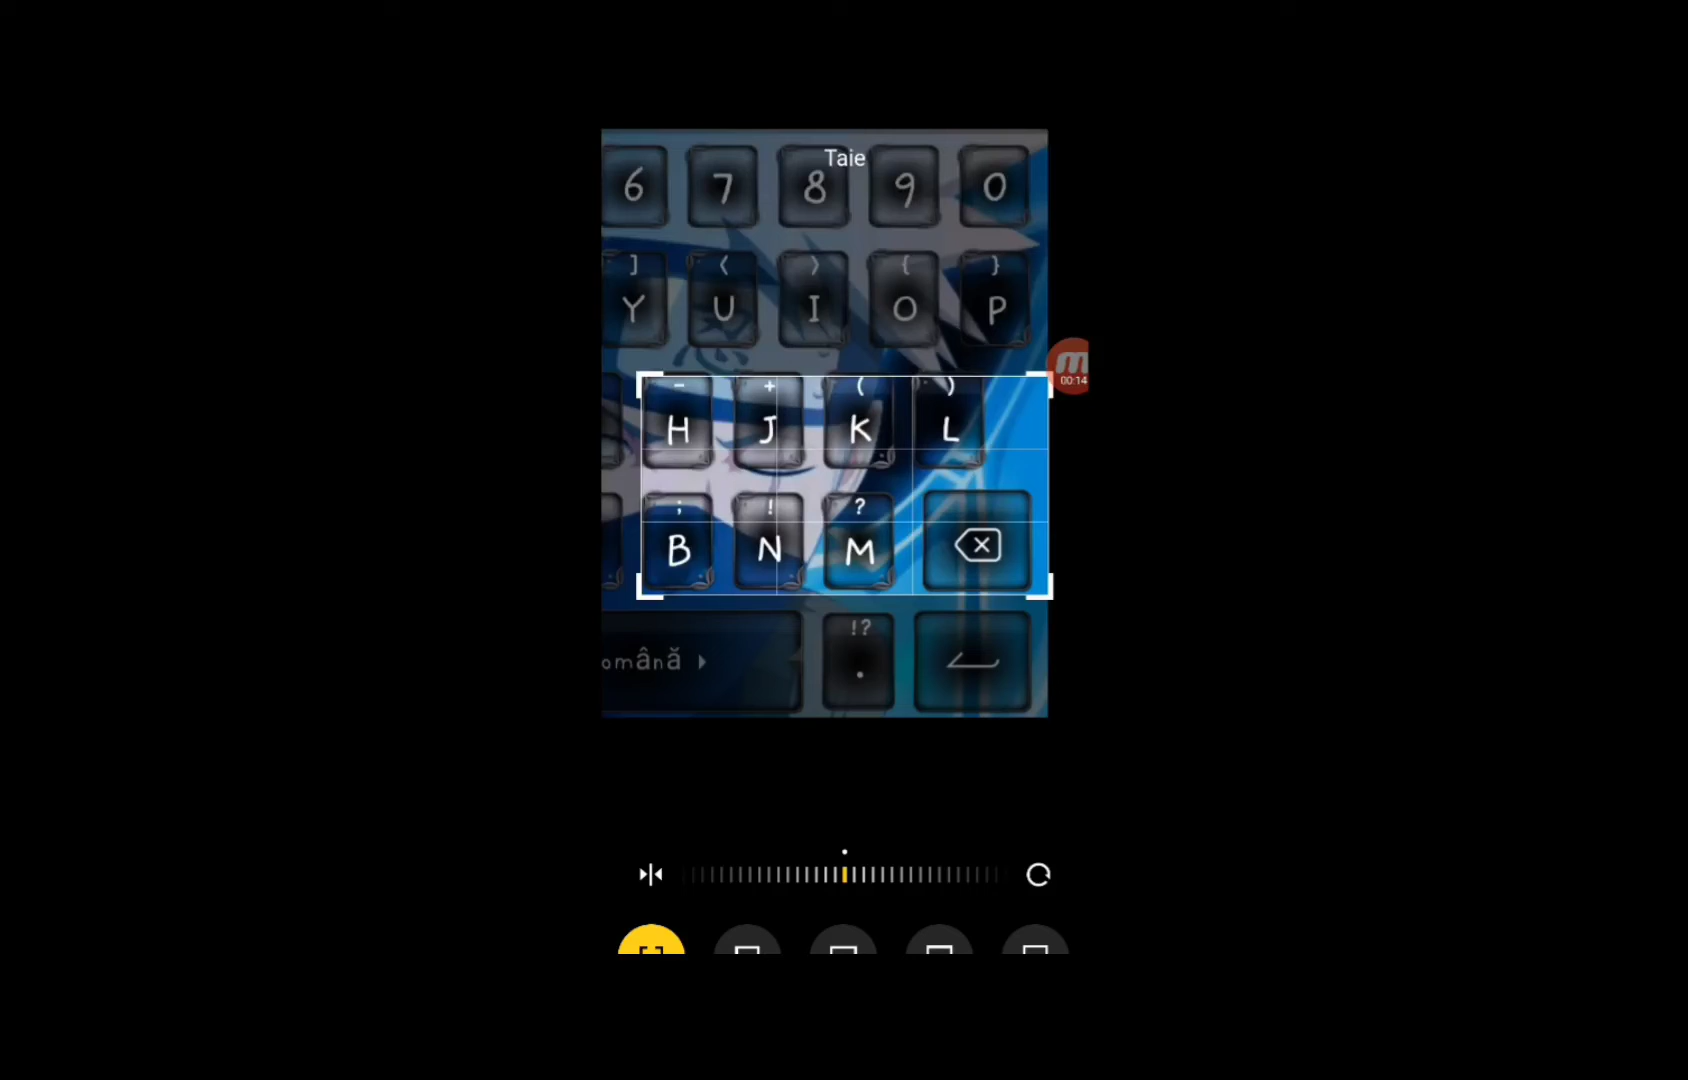 Taie
6 7 8 9 0
] < > { }
Y U I O P
m
00:14
- + ( )
H J K L
; ! ?
B N M
!?
omână
.